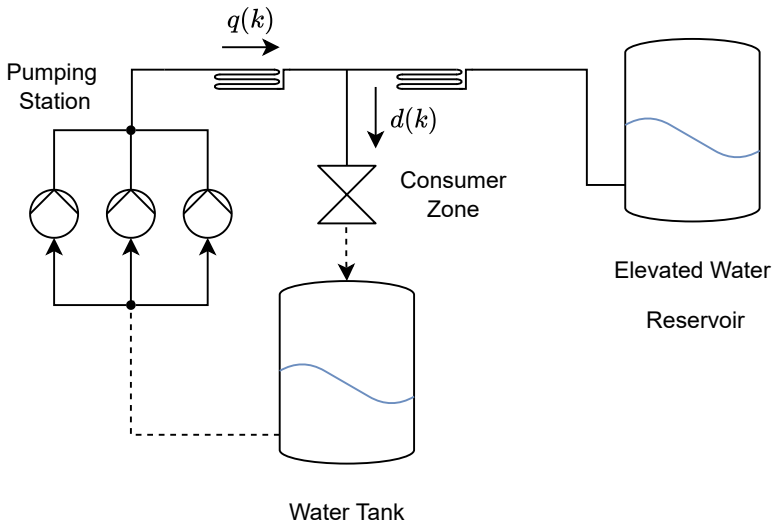 q(k)
Pumping
Station
d(k)
Consumer
Zone
Elevated Water
Reservoir
Water Tank